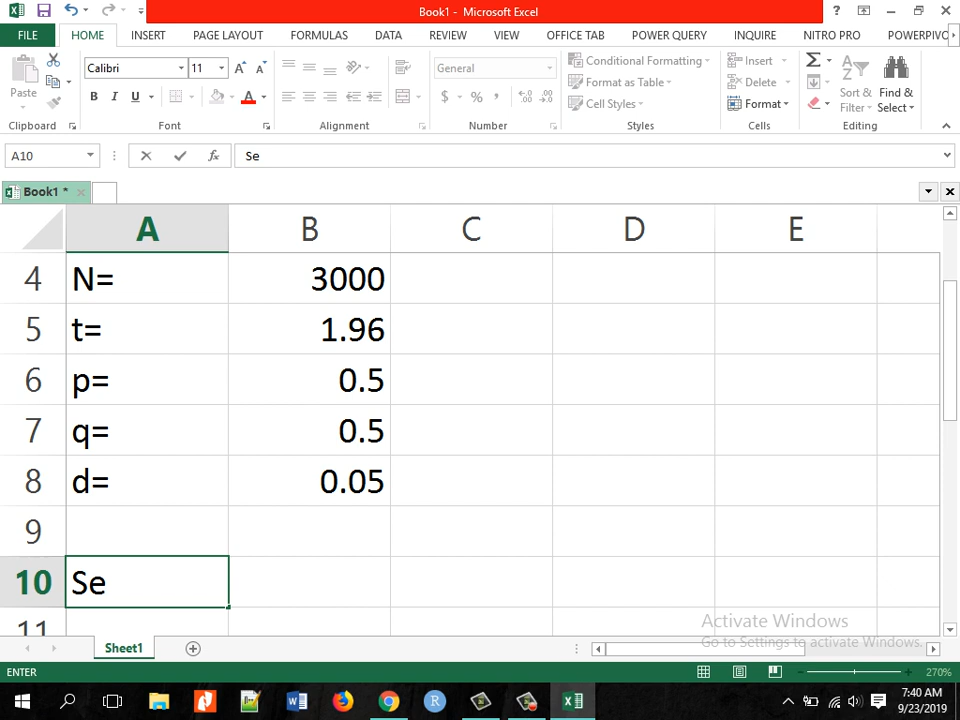 Book1 - Microsoft Excel
FILE HOME INSERT PAGE LAYOUT FORMULAS DATA REVIEW VIEW OFFICE TAB POWER QUERY INQUIRE NITRO PRO POWERPIVO
Calibri 11 General Conditional Formatting Insert
Paste Format as Table Delete Sort & Find &
B I U A $ % , Cell Styles Format Filter Select
Clipboard Font Alignment Number Styles Cells Editing
A10 fx Se
Book1 *
A B C D E
4 N= 3000
5 t= 1.96
6 p= 0.5
7 q= 0.5
8 d= 0.05
9
10 Se
11
Activate Windows
Go to Settings to activate Windows.
Sheet1
ENTER 270%
7:40 AM
9/23/2019